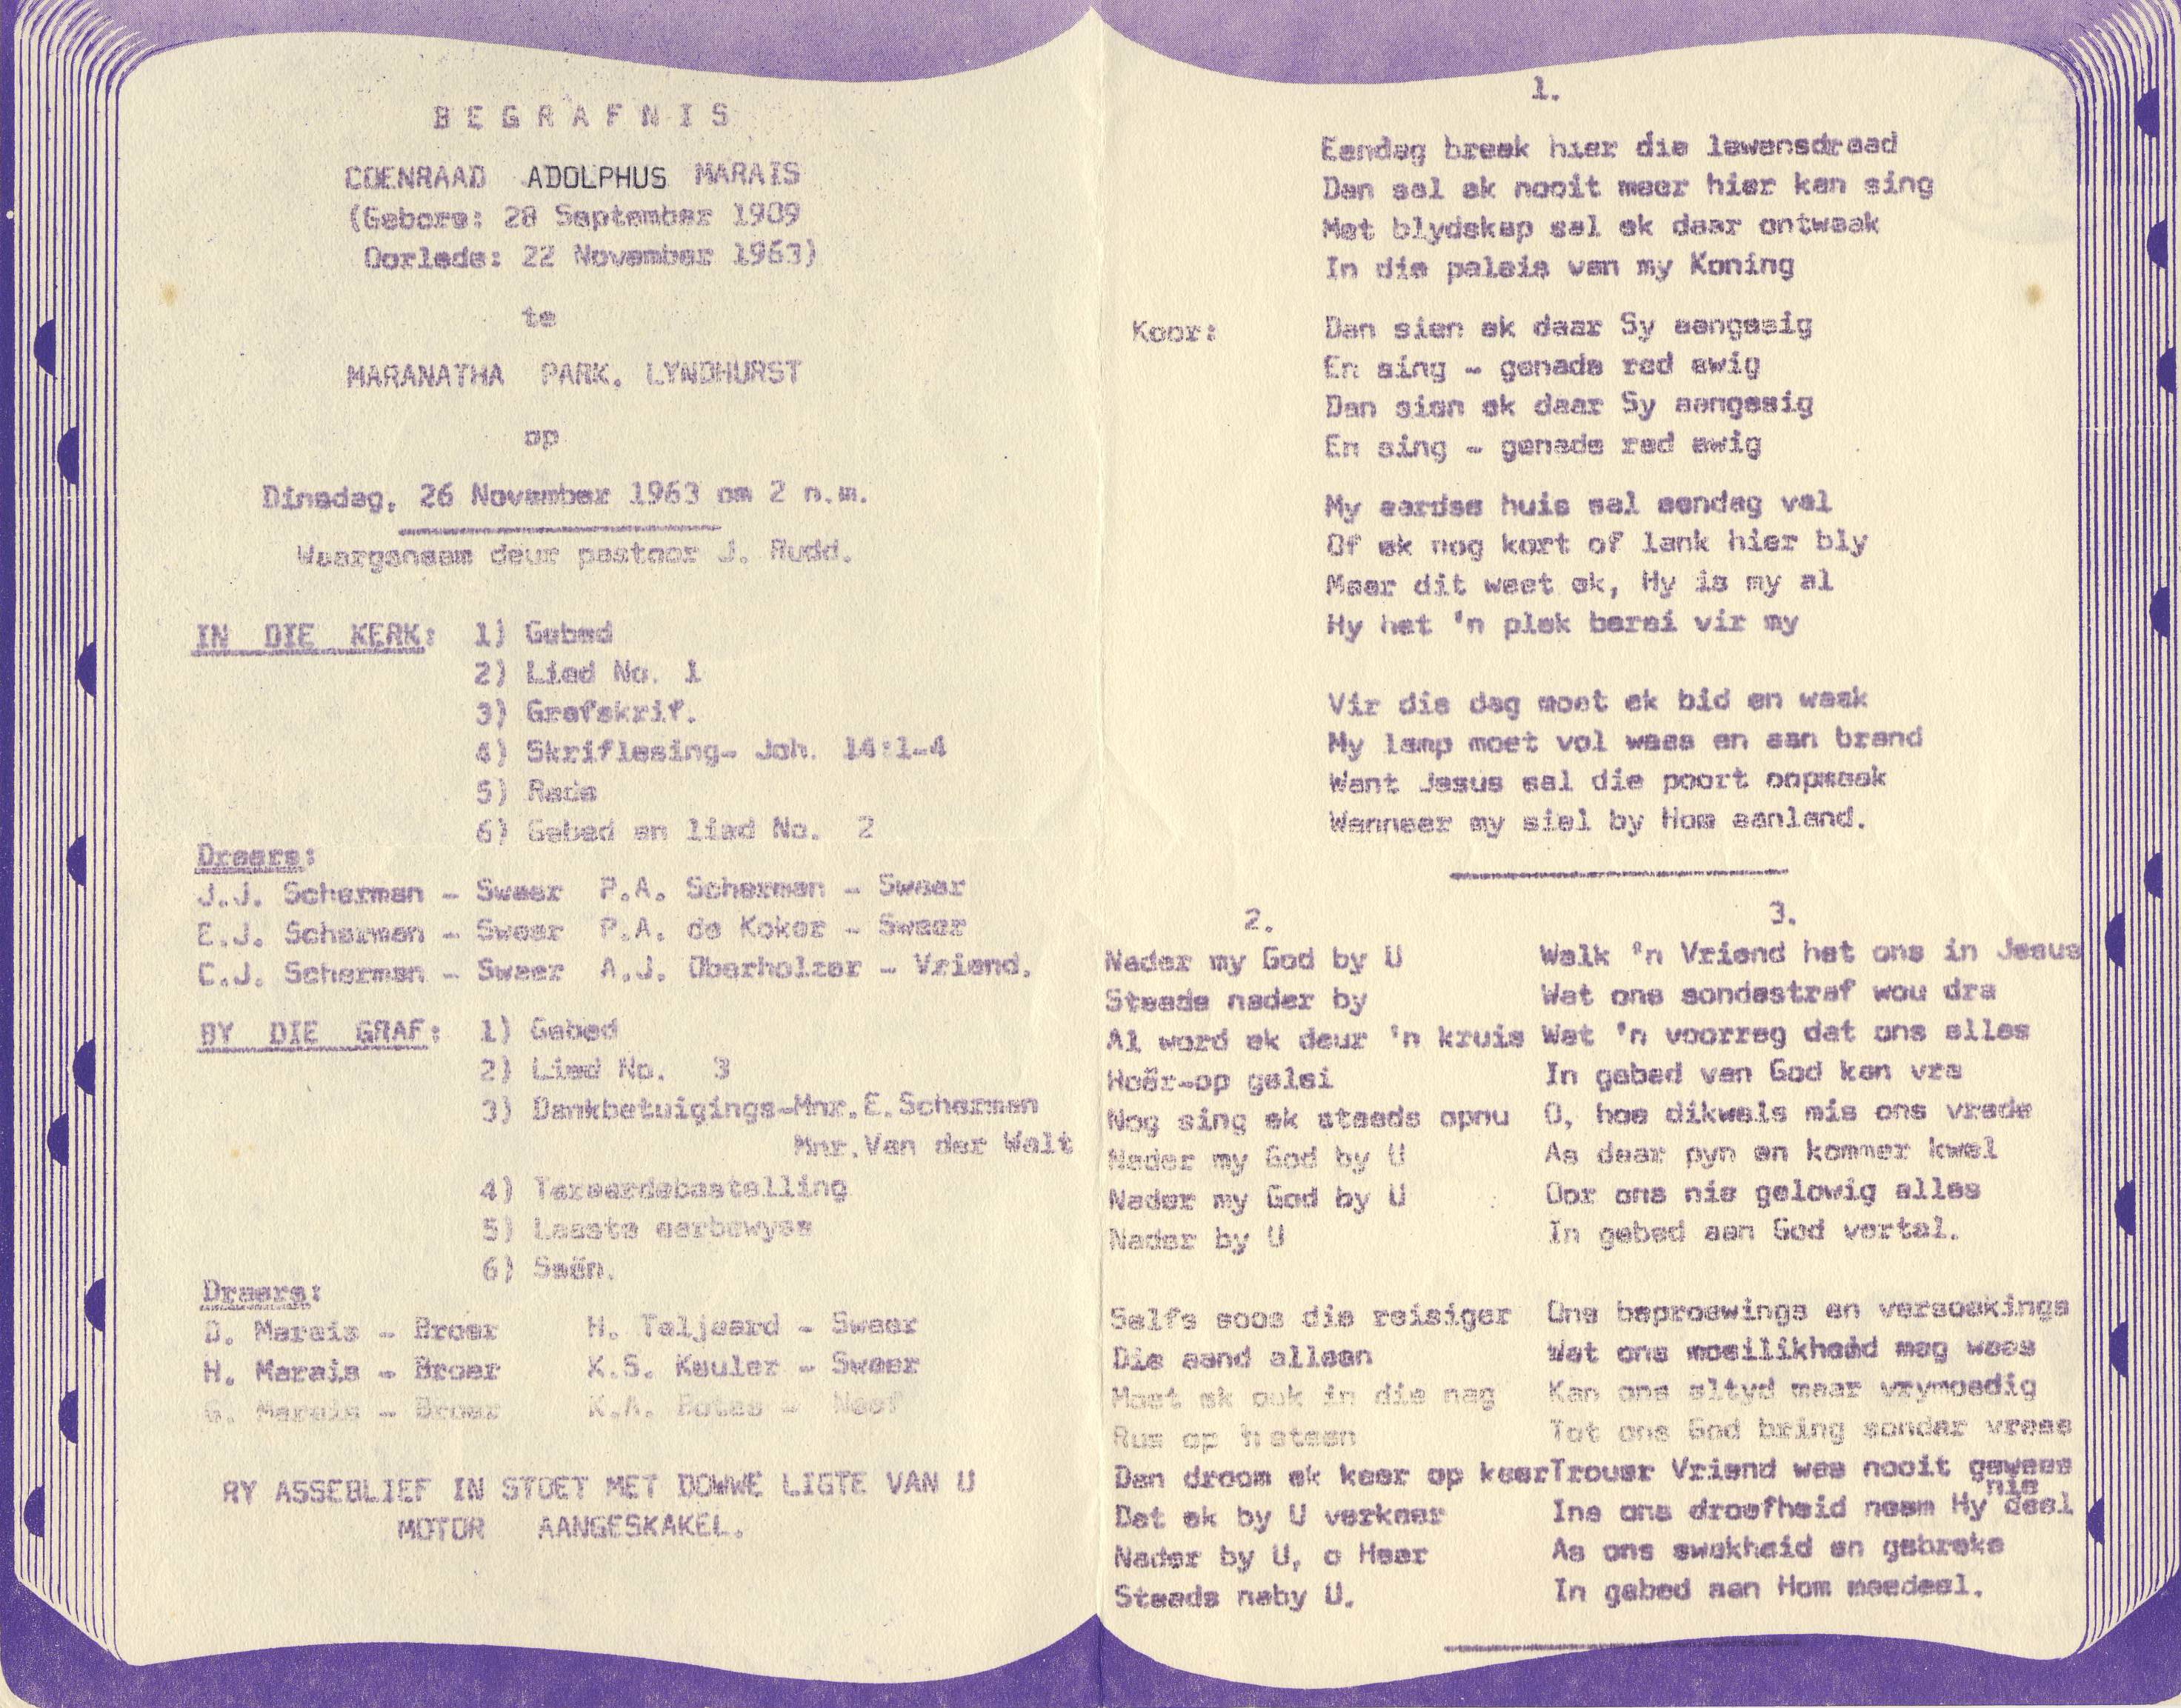 BEGRAFNIS
COENRAAD ADOLPHUS MARAIS
(Gebore: 28 September 1909
Oorlede: 22 November 1963)
te
MARANATHA PARK, LYNDHURST
op
Dinsdag, 26 November 1963 om 2 n.m.
Waargeneem deur pastoor J. Rudd.
IN DIE KERK: 1) Gebed
2) Lied No. 1
3) Grafskrif.
4) Skriflesing- Joh. 14:1-4
5) Rede
6) Gebed en lied No. 2
Draers:
J.J. Scherman - Swaer P.A. Scherman - Swaer
E.J. Scherman - Swaer P.A. de Koker - Swaer
C.J. Scherman - Swaer A.J. Oberholzer - Vriend.
BY DIE GRAF: 1) Gebed
2) Lied No. 3
3) Dankbetuigings-Mnr.E.Scherman
Mnr.Van der Walt
4) Teraardebestelling
5) Laaste eerbewyse
6) Seën.
Draers:
D. Marais - Broer H. Taljaard - Swaer
H. Marais - Broer K.S. Keuler - Swaer
G. Marais - Broer K.A. Botes - Neef
RY ASSEBLIEF IN STOET MET DOWWE LIGTE VAN U
MOTOR AANGESKAKEL.
1.
Eendag breek hier die lewensdraad
Dan sal ek nooit meer hier kan sing
Met blydskap sal ek daar ontwaak
In die paleis van my Koning
Koor: Dan sien ek daar Sy aangesig
En sing - genade red ewig
Dan sien ek daar Sy aangesig
En sing - genade red ewig
My aardse huis sal eendag val
Of ek nog kort of lank hier bly
Maar dit weet ek, Hy is my al
Hy het 'n plek berei vir my
Vir die dag moet ek bid en waak
My lamp moet vol wees en aan brand
Want Jesus sal die poort oopmaak
Wanneer my siel by Hom aanland.
2.
Nader my God by U
Steeds nader by
Al word ek deur 'n kruis
Hoër-op gelei
Nog sing ek steeds opnu
Nader my God by U
Nader my God by U
Nader by U
Selfs soos die reisiger
Die aand alleen
Moet ek ook in die nag
Rus op 'n steen
Dan droom ek keer op keer
Dat ek by U verkeer
Nader by U, o Heer
Steeds naby U.
3.
Welk 'n Vriend het ons in Jesus
Wat ons sondestraf wou dra
Wat 'n voorreg dat ons alles
In gebed van God kan vra
O, hoe dikwels mis ons vrede
As daar pyn en kommer kwel
Oor ons nie gelowig alles
In gebed aan God vertel.
Ons beproewings en versoekings
Wat ons moeilikheid mag wees
Kan ons altyd maar vrymoedig
Tot ons God bring sonder vrees
Trouer Vriend was nooit gewees
nie
Ins ons droefheid neem Hy deel
As ons swakheid en gebreke
In gebed aan Hom meedeel.